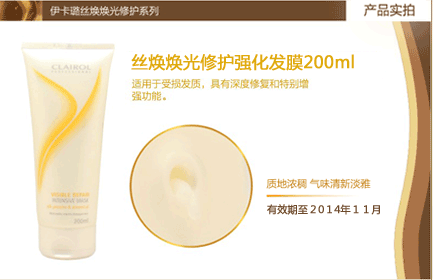 伊卡璐丝焕焕光修护系列
产品实拍
丝焕焕光修护强化发膜200ml
适用于受损发质，具有深度修复和特别增
强功能。
CLAIROL
INTENSIVE MASK
质地浓稠 气味清新淡雅
有效期至2014年11月